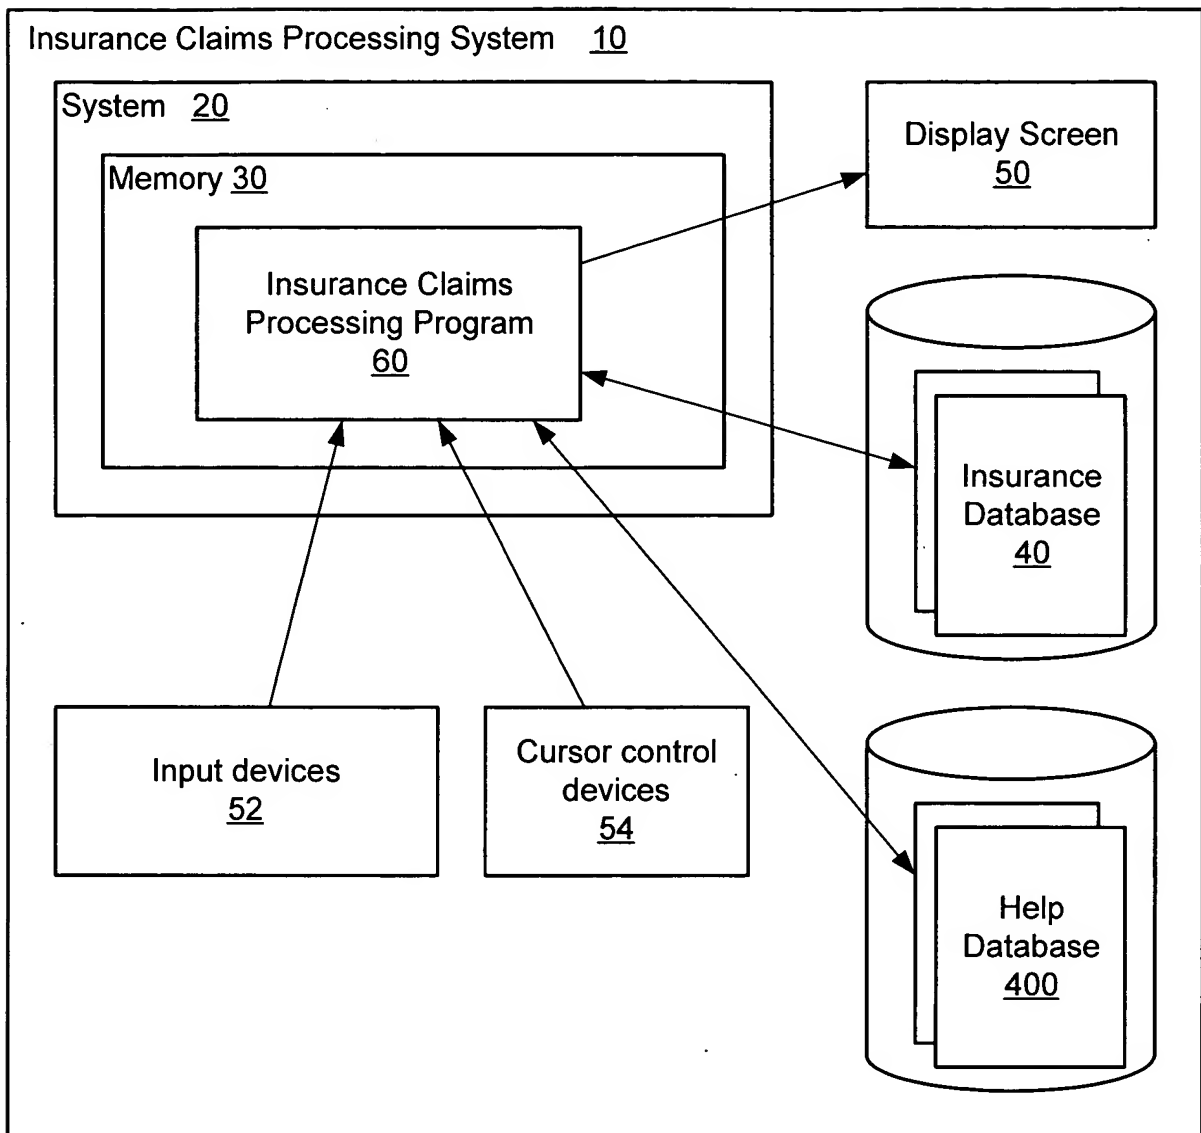 Insurance Claims Processing System 10
System 20
Memory 30
Insurance Claims
Processing Program
60
Display Screen
50
Insurance
Database
40
Input devices
52
Cursor control
devices
54
Help
Database
400